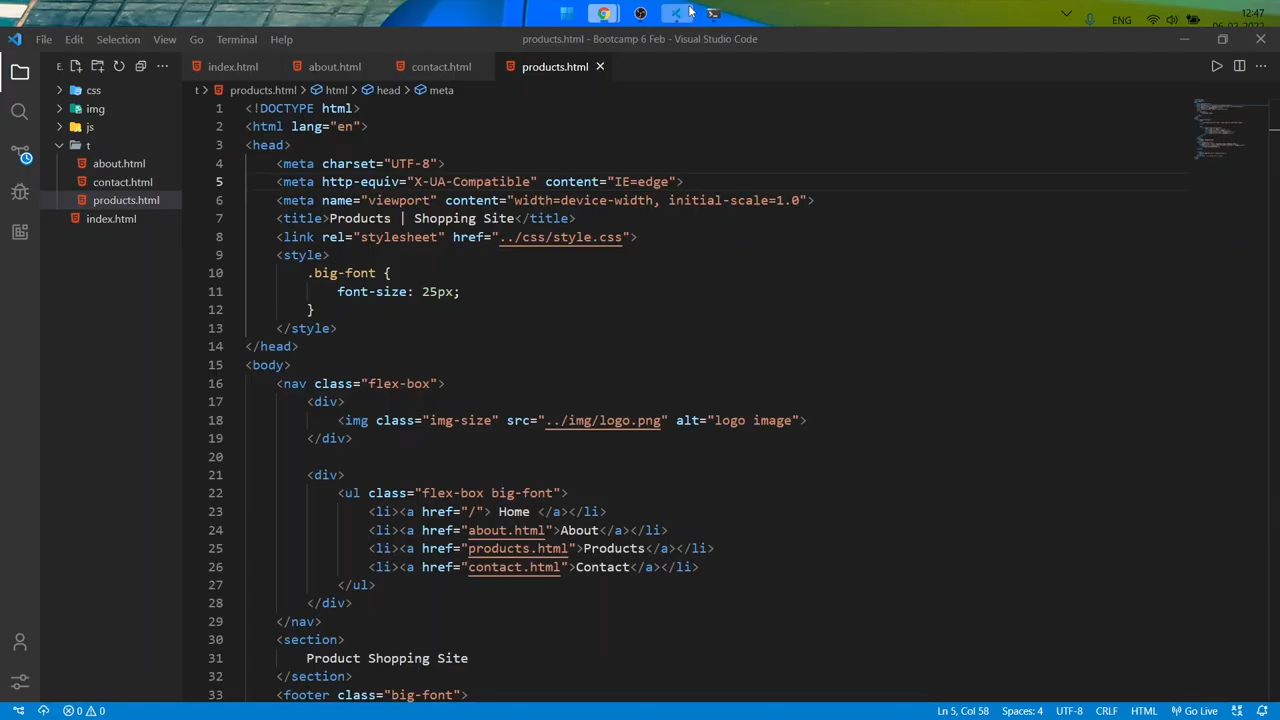 12:47
ENG
06-02-2022
File Edit Selection View Go Terminal Help
products.html - Bootcamp 6 Feb - Visual Studio Code
E.
index.html
about.html
contact.html
products.html
css
img
js
t
about.html
contact.html
products.html
index.html
t > products.html > html > head > meta
1 <!DOCTYPE html>
2 <html lang="en">
3 <head>
4 <meta charset="UTF-8">
5 <meta http-equiv="X-UA-Compatible" content="IE=edge">
6 <meta name="viewport" content="width=device-width, initial-scale=1.0">
7 <title>Products | Shopping Site</title>
8 <link rel="stylesheet" href="../css/style.css">
9 <style>
10 .big-font {
11 font-size: 25px;
12 }
13 </style>
14 </head>
15 <body>
16 <nav class="flex-box">
17 <div>
18 <img class="img-size" src="../img/logo.png" alt="logo image">
19 </div>
20
21 <div>
22 <ul class="flex-box big-font">
23 <li><a href="/"> Home </a></li>
24 <li><a href="about.html">About</a></li>
25 <li><a href="products.html">Products</a></li>
26 <li><a href="contact.html">Contact</a></li>
27 </ul>
28 </div>
29 </nav>
30 <section>
31 Product Shopping Site
32 </section>
33 <footer class="big-font">
0 0
Ln 5, Col 58 Spaces: 4 UTF-8 CRLF HTML Go Live